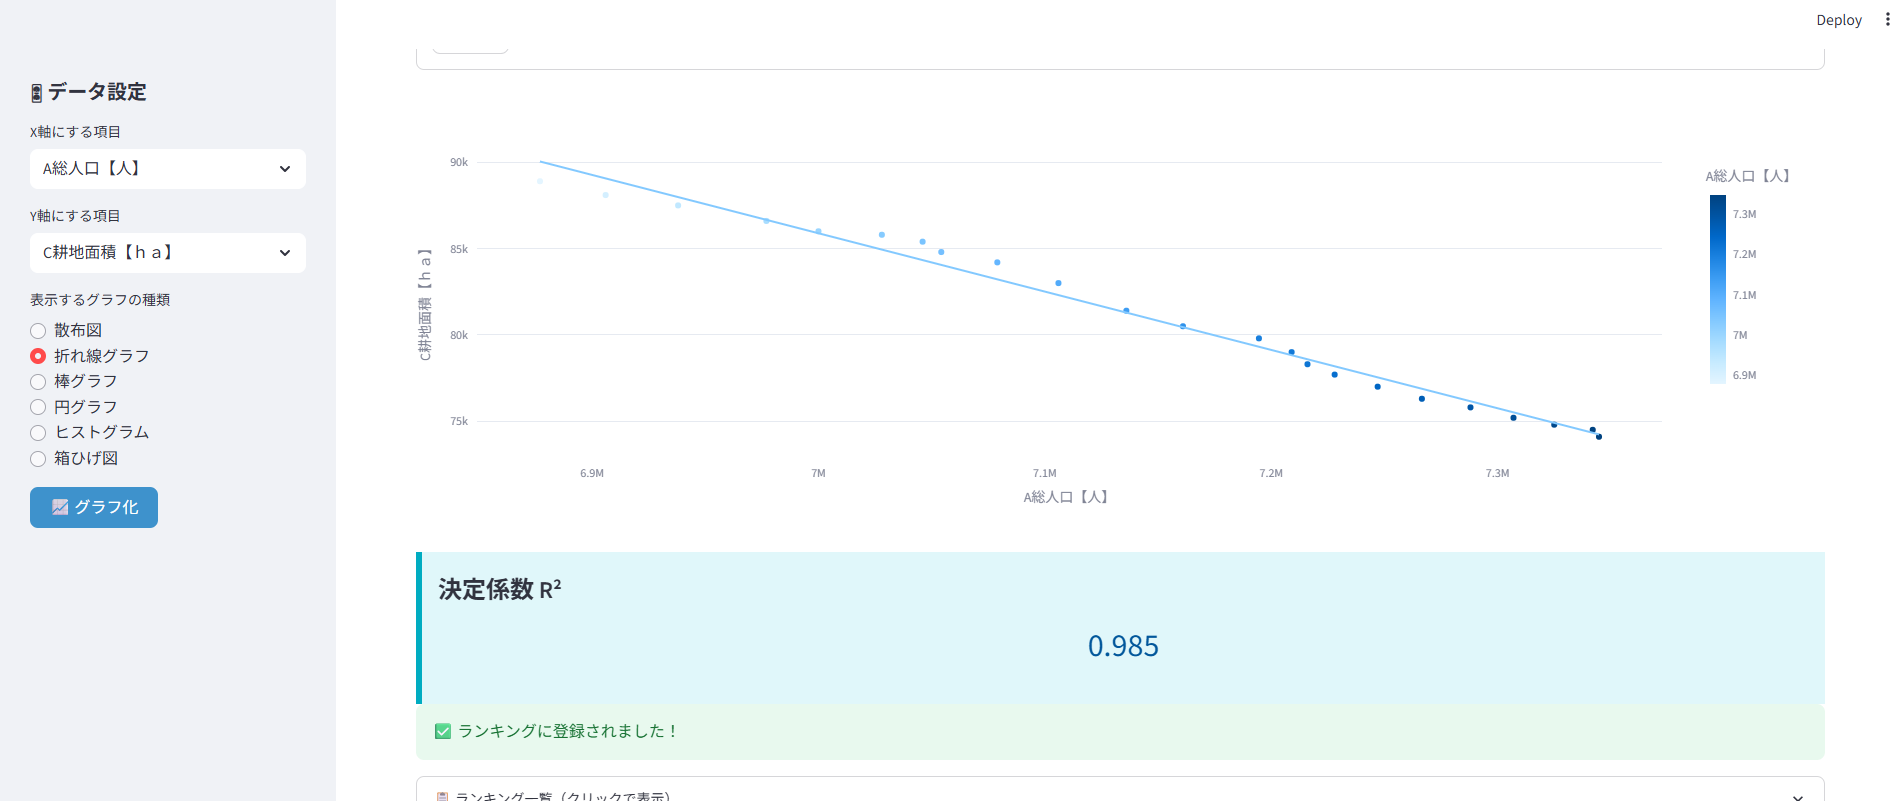 Deploy
データ設定
X軸にする項目
A総人口【人】
Y軸にする項目
C耕地面積【ｈａ】
表示するグラフの種類
散布図
折れ線グラフ
棒グラフ
円グラフ
ヒストグラム
箱ひげ図
グラフ化
90k
85k
80k
75k
C耕地面積【ｈａ】
6.9M
7M
7.1M
7.2M
7.3M
A総人口【人】
A総人口【人】
7.3M
7.2M
7.1M
7M
6.9M
決定係数 R²
0.985
ランキングに登録されました！
ランキング一覧（クリックで表示）